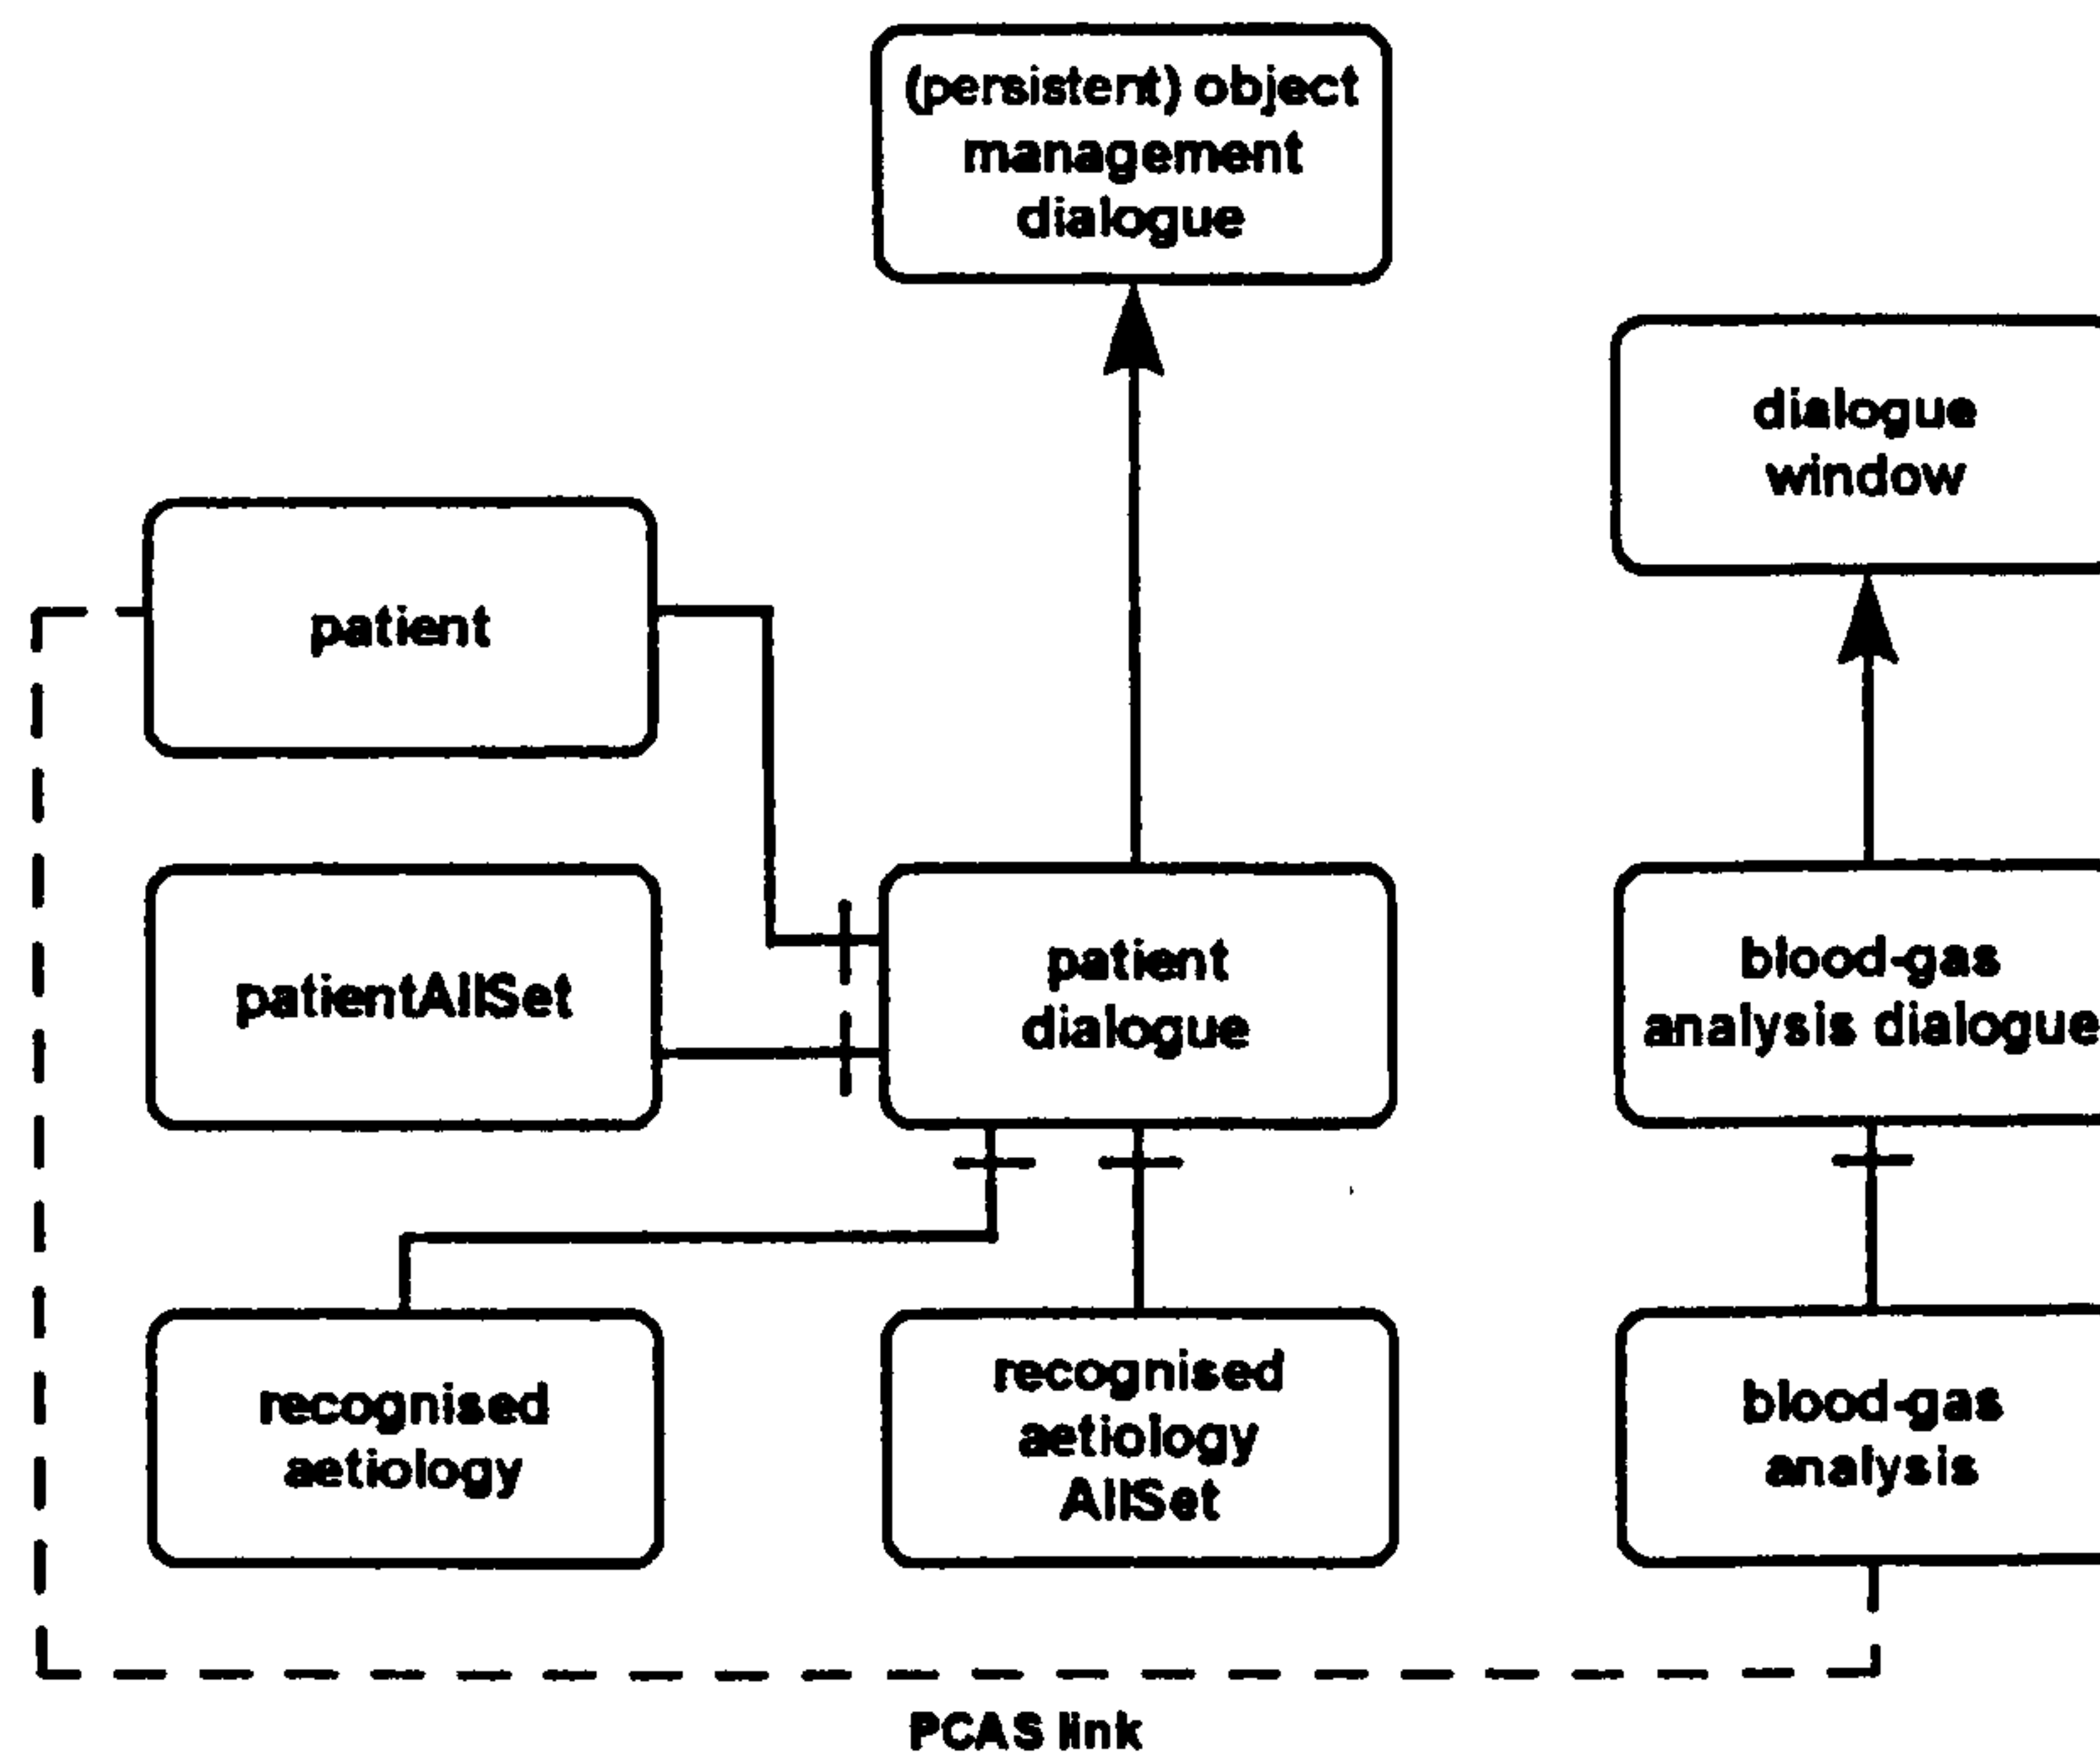 (persistent) object
management
dialogue
dialogue
window
patient
patientAllSet
patient
dialogue
blood-gas
analysis dialogue
recognised
aetiology
recognised
aetiology
AllSet
blood-gas
analysis
PCAS link